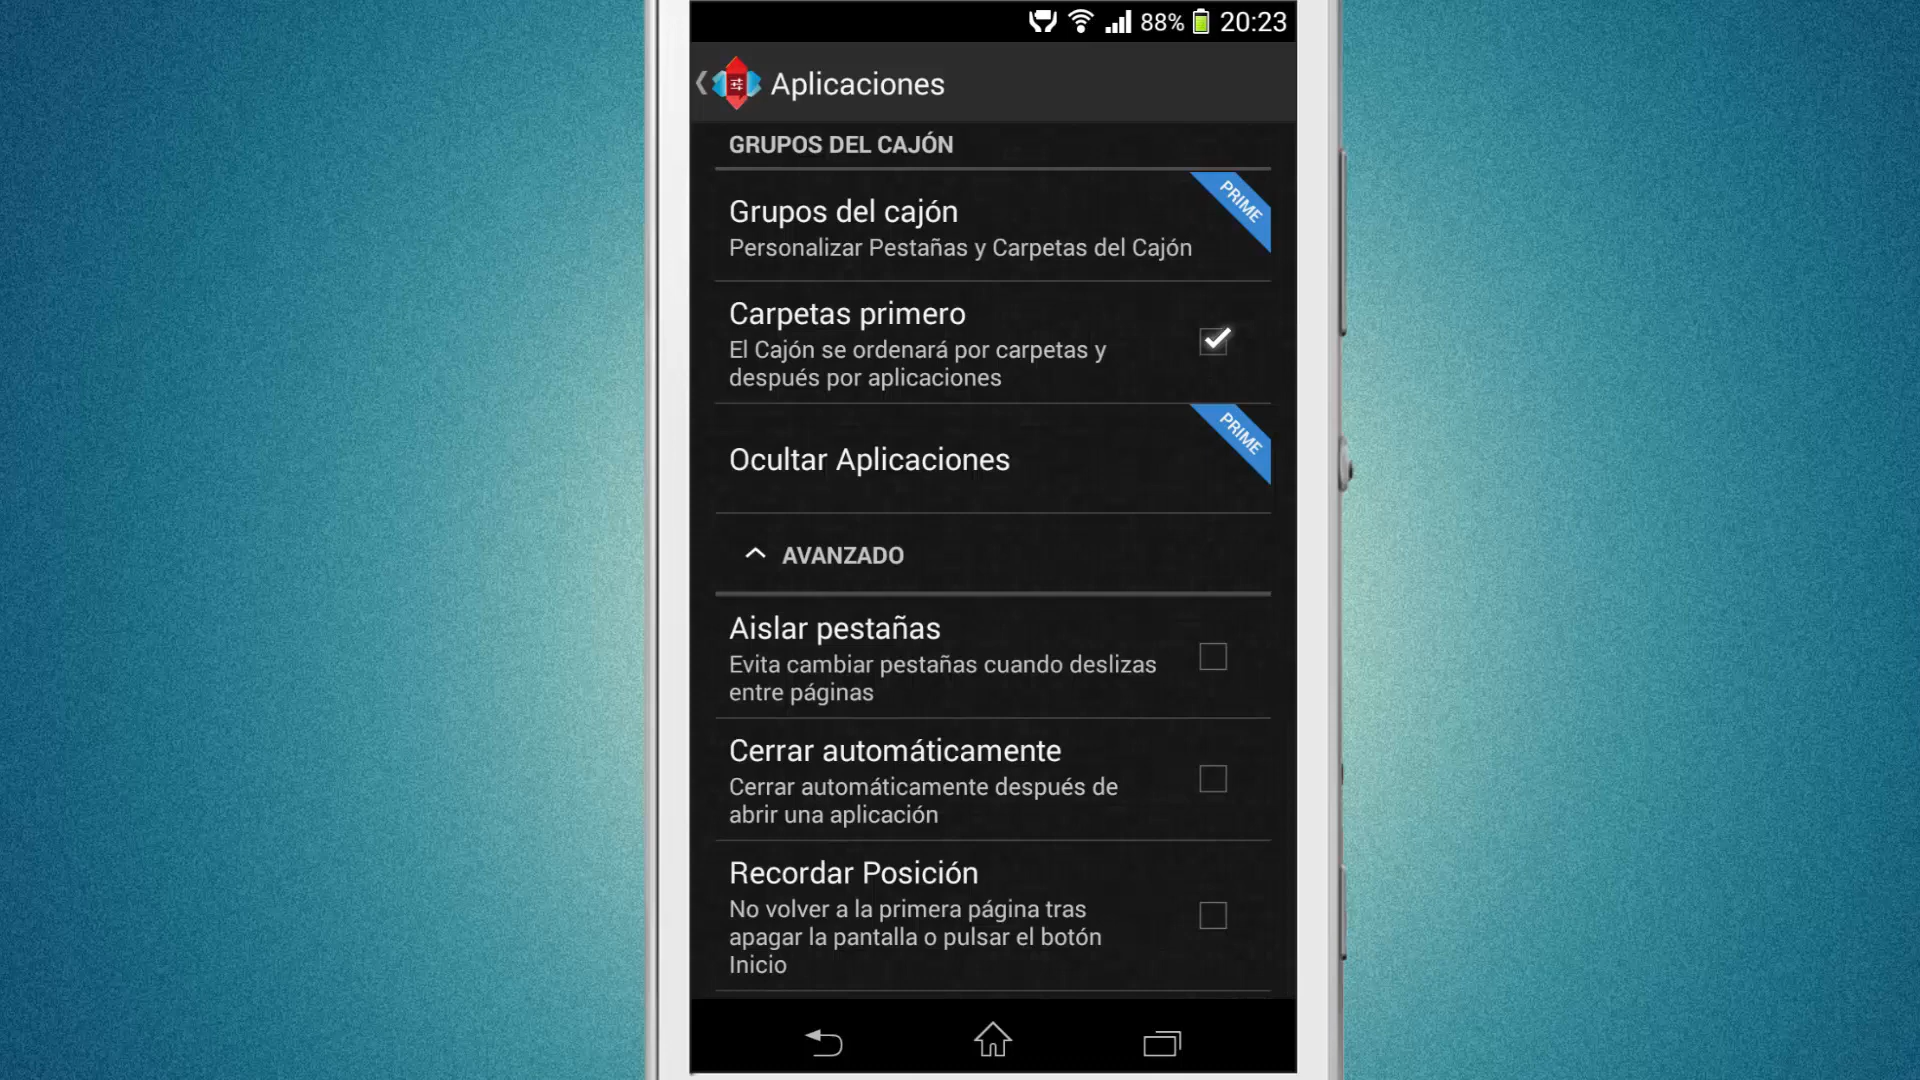 88% 20:23
Aplicaciones
GRUPOS DEL CAJÓN
Grupos del cajón
PRIME
Personalizar Pestañas y Carpetas del Cajón
Carpetas primero
El Cajón se ordenará por carpetas y
después por aplicaciones
Ocultar Aplicaciones
PRIME
AVANZADO
Aislar pestañas
Evita cambiar pestañas cuando deslizas
entre páginas
Cerrar automáticamente
Cerrar automáticamente después de
abrir una aplicación
Recordar Posición
No volver a la primera página tras
apagar la pantalla o pulsar el botón
Inicio